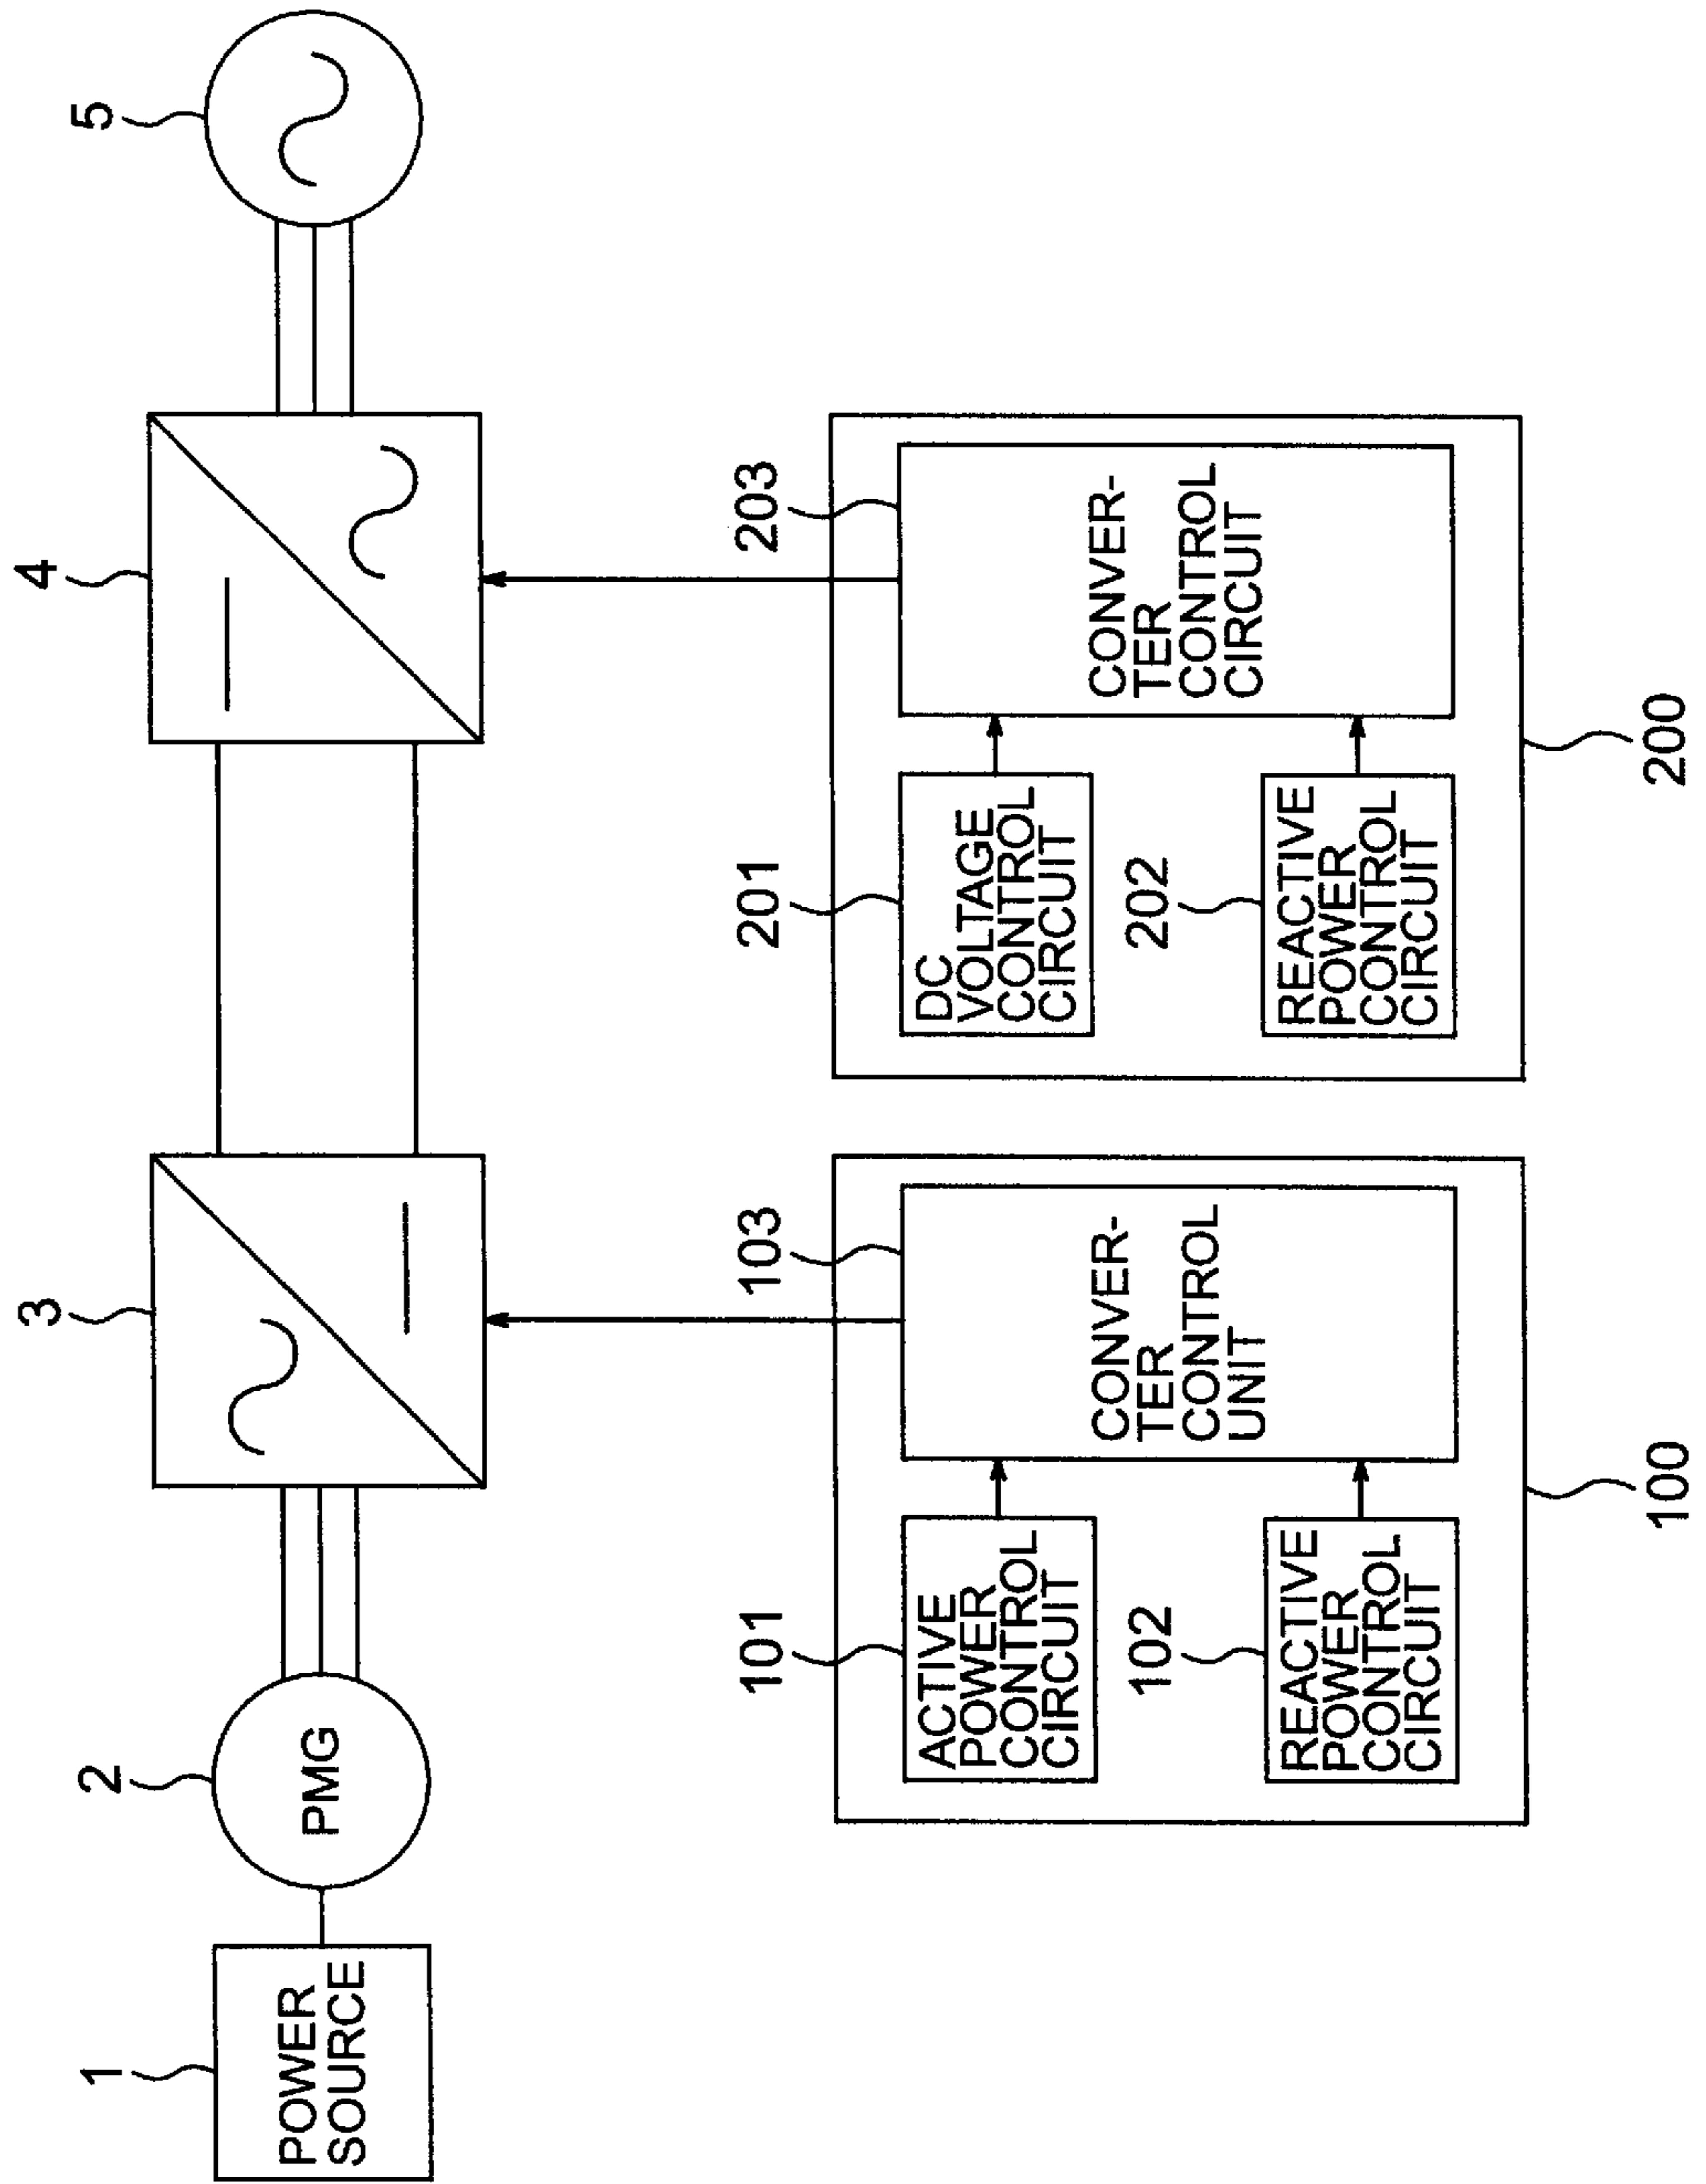 1
POWER
SOURCE
2
PMG
3
4
5
100
101
ACTIVE
POWER
CONTROL
CIRCUIT
102
REACTIVE
POWER
CONTROL
CIRCUIT
103
CONVER-
TER
CONTROL
UNIT
200
201
DC
VOLTAGE
CONTROL
CIRCUIT
202
REACTIVE
POWER
CONTROL
CIRCUIT
203
CONVER-
TER
CONTROL
CIRCUIT